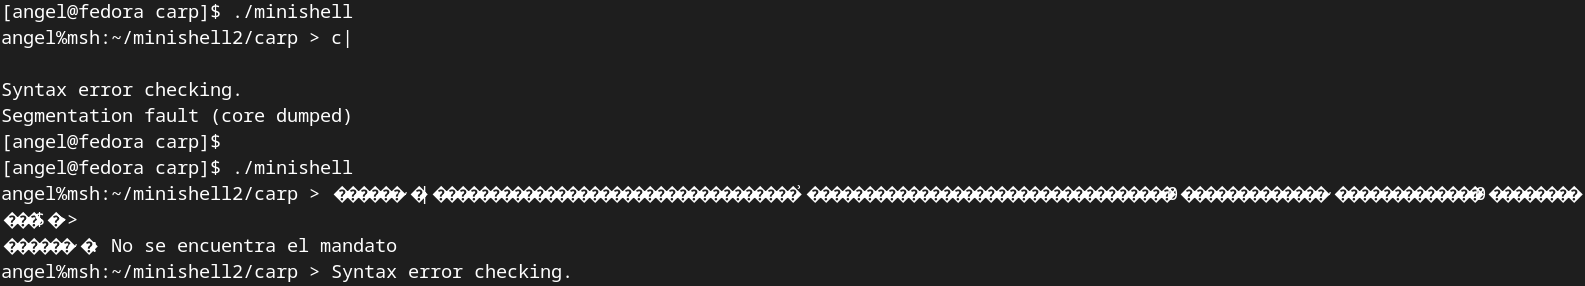 [angel@fedora carp]$ ./minishell
angel%msh:~/minishell2/carp > c|
Syntax error checking.
Segmentation fault (core dumped)
[angel@fedora carp]$
[angel@fedora carp]$ ./minishell
angel%msh:~/minishell2/carp >
$ >
: No se encuentra el mandato
angel%msh:~/minishell2/carp > Syntax error checking.